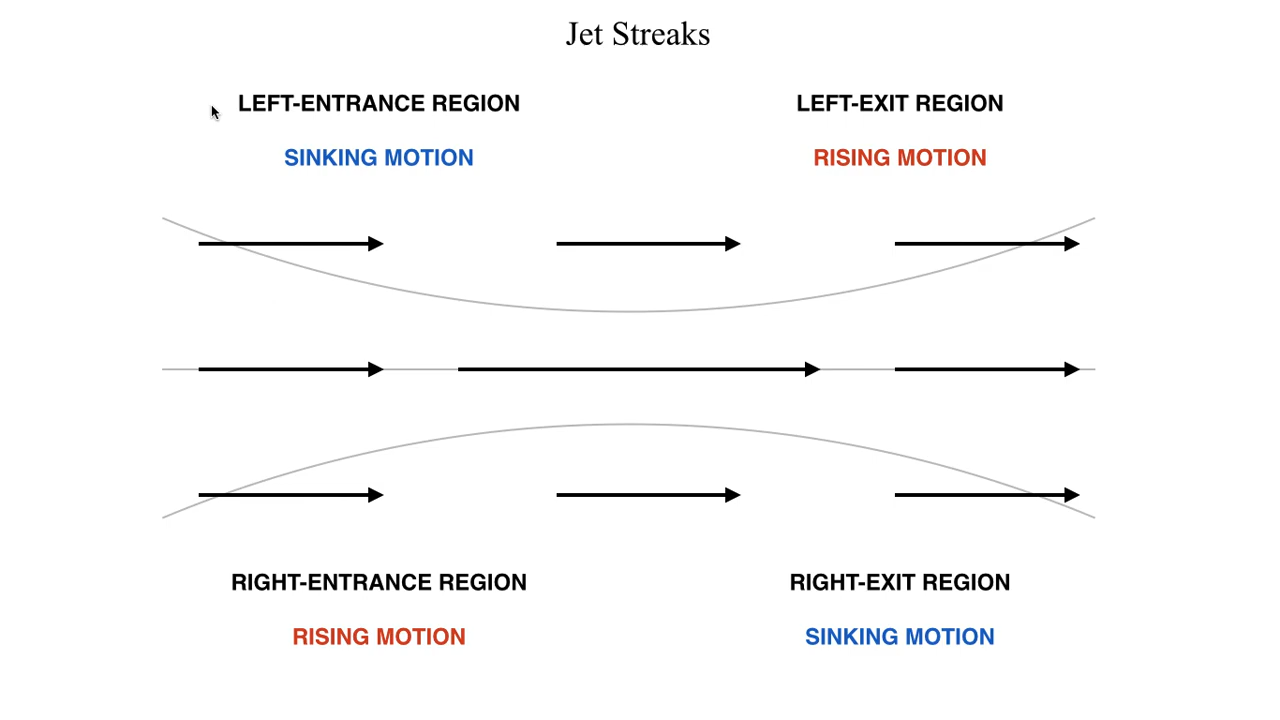 Jet Streaks
LEFT-ENTRANCE REGION
SINKING MOTION
LEFT-EXIT REGION
RISING MOTION
RIGHT-ENTRANCE REGION
RISING MOTION
RIGHT-EXIT REGION
SINKING MOTION